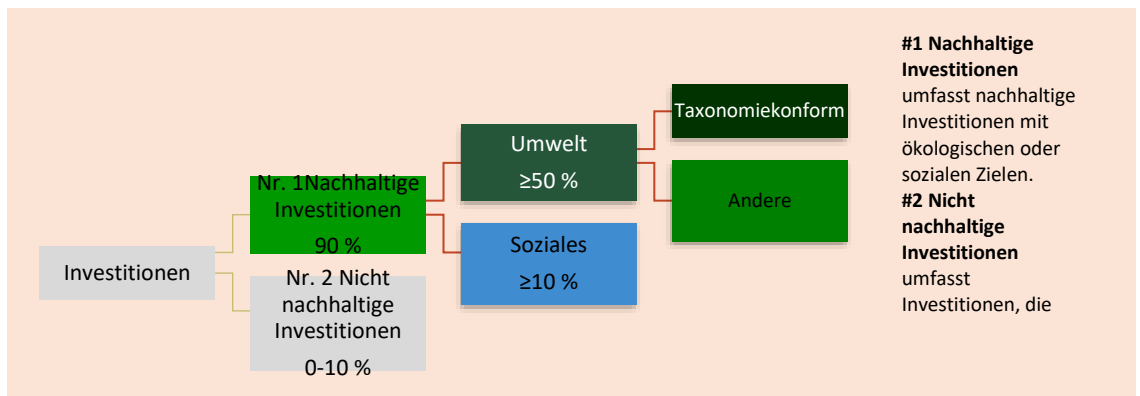 Investitionen
Nr. 1Nachhaltige
Investitionen
90 %
Nr. 2 Nicht
nachhaltige
Investitionen
0-10 %
Umwelt
≥50 %
Soziales
≥10 %
Taxonomiekonform
Andere
#1 Nachhaltige
Investitionen
umfasst nachhaltige
Investitionen mit
ökologischen oder
sozialen Zielen.
#2 Nicht
nachhaltige
Investitionen
umfasst
Investitionen, die